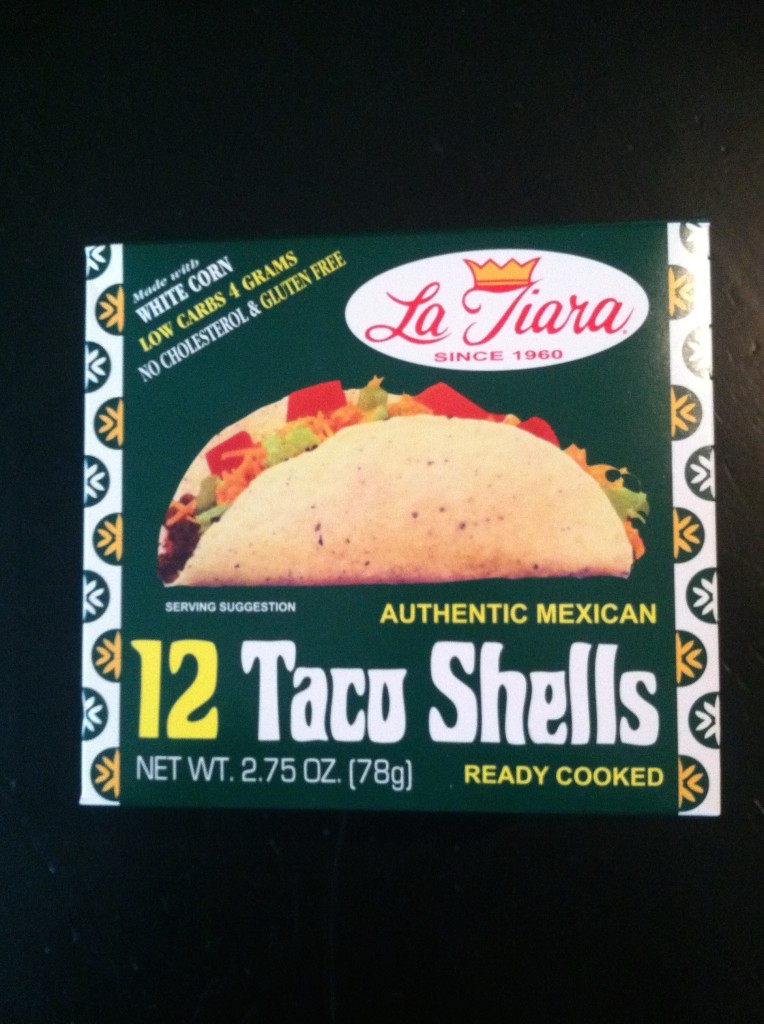 Made with
WHITE CORN
LOW CARBS 4 GRAMS
NO CHOLESTEROL & GLUTEN FREE
La Tiara
SINCE 1960
SERVING SUGGESTION
AUTHENTIC MEXICAN
12 Taco Shells
NET WT. 2.75 OZ. (78g)
READY COOKED